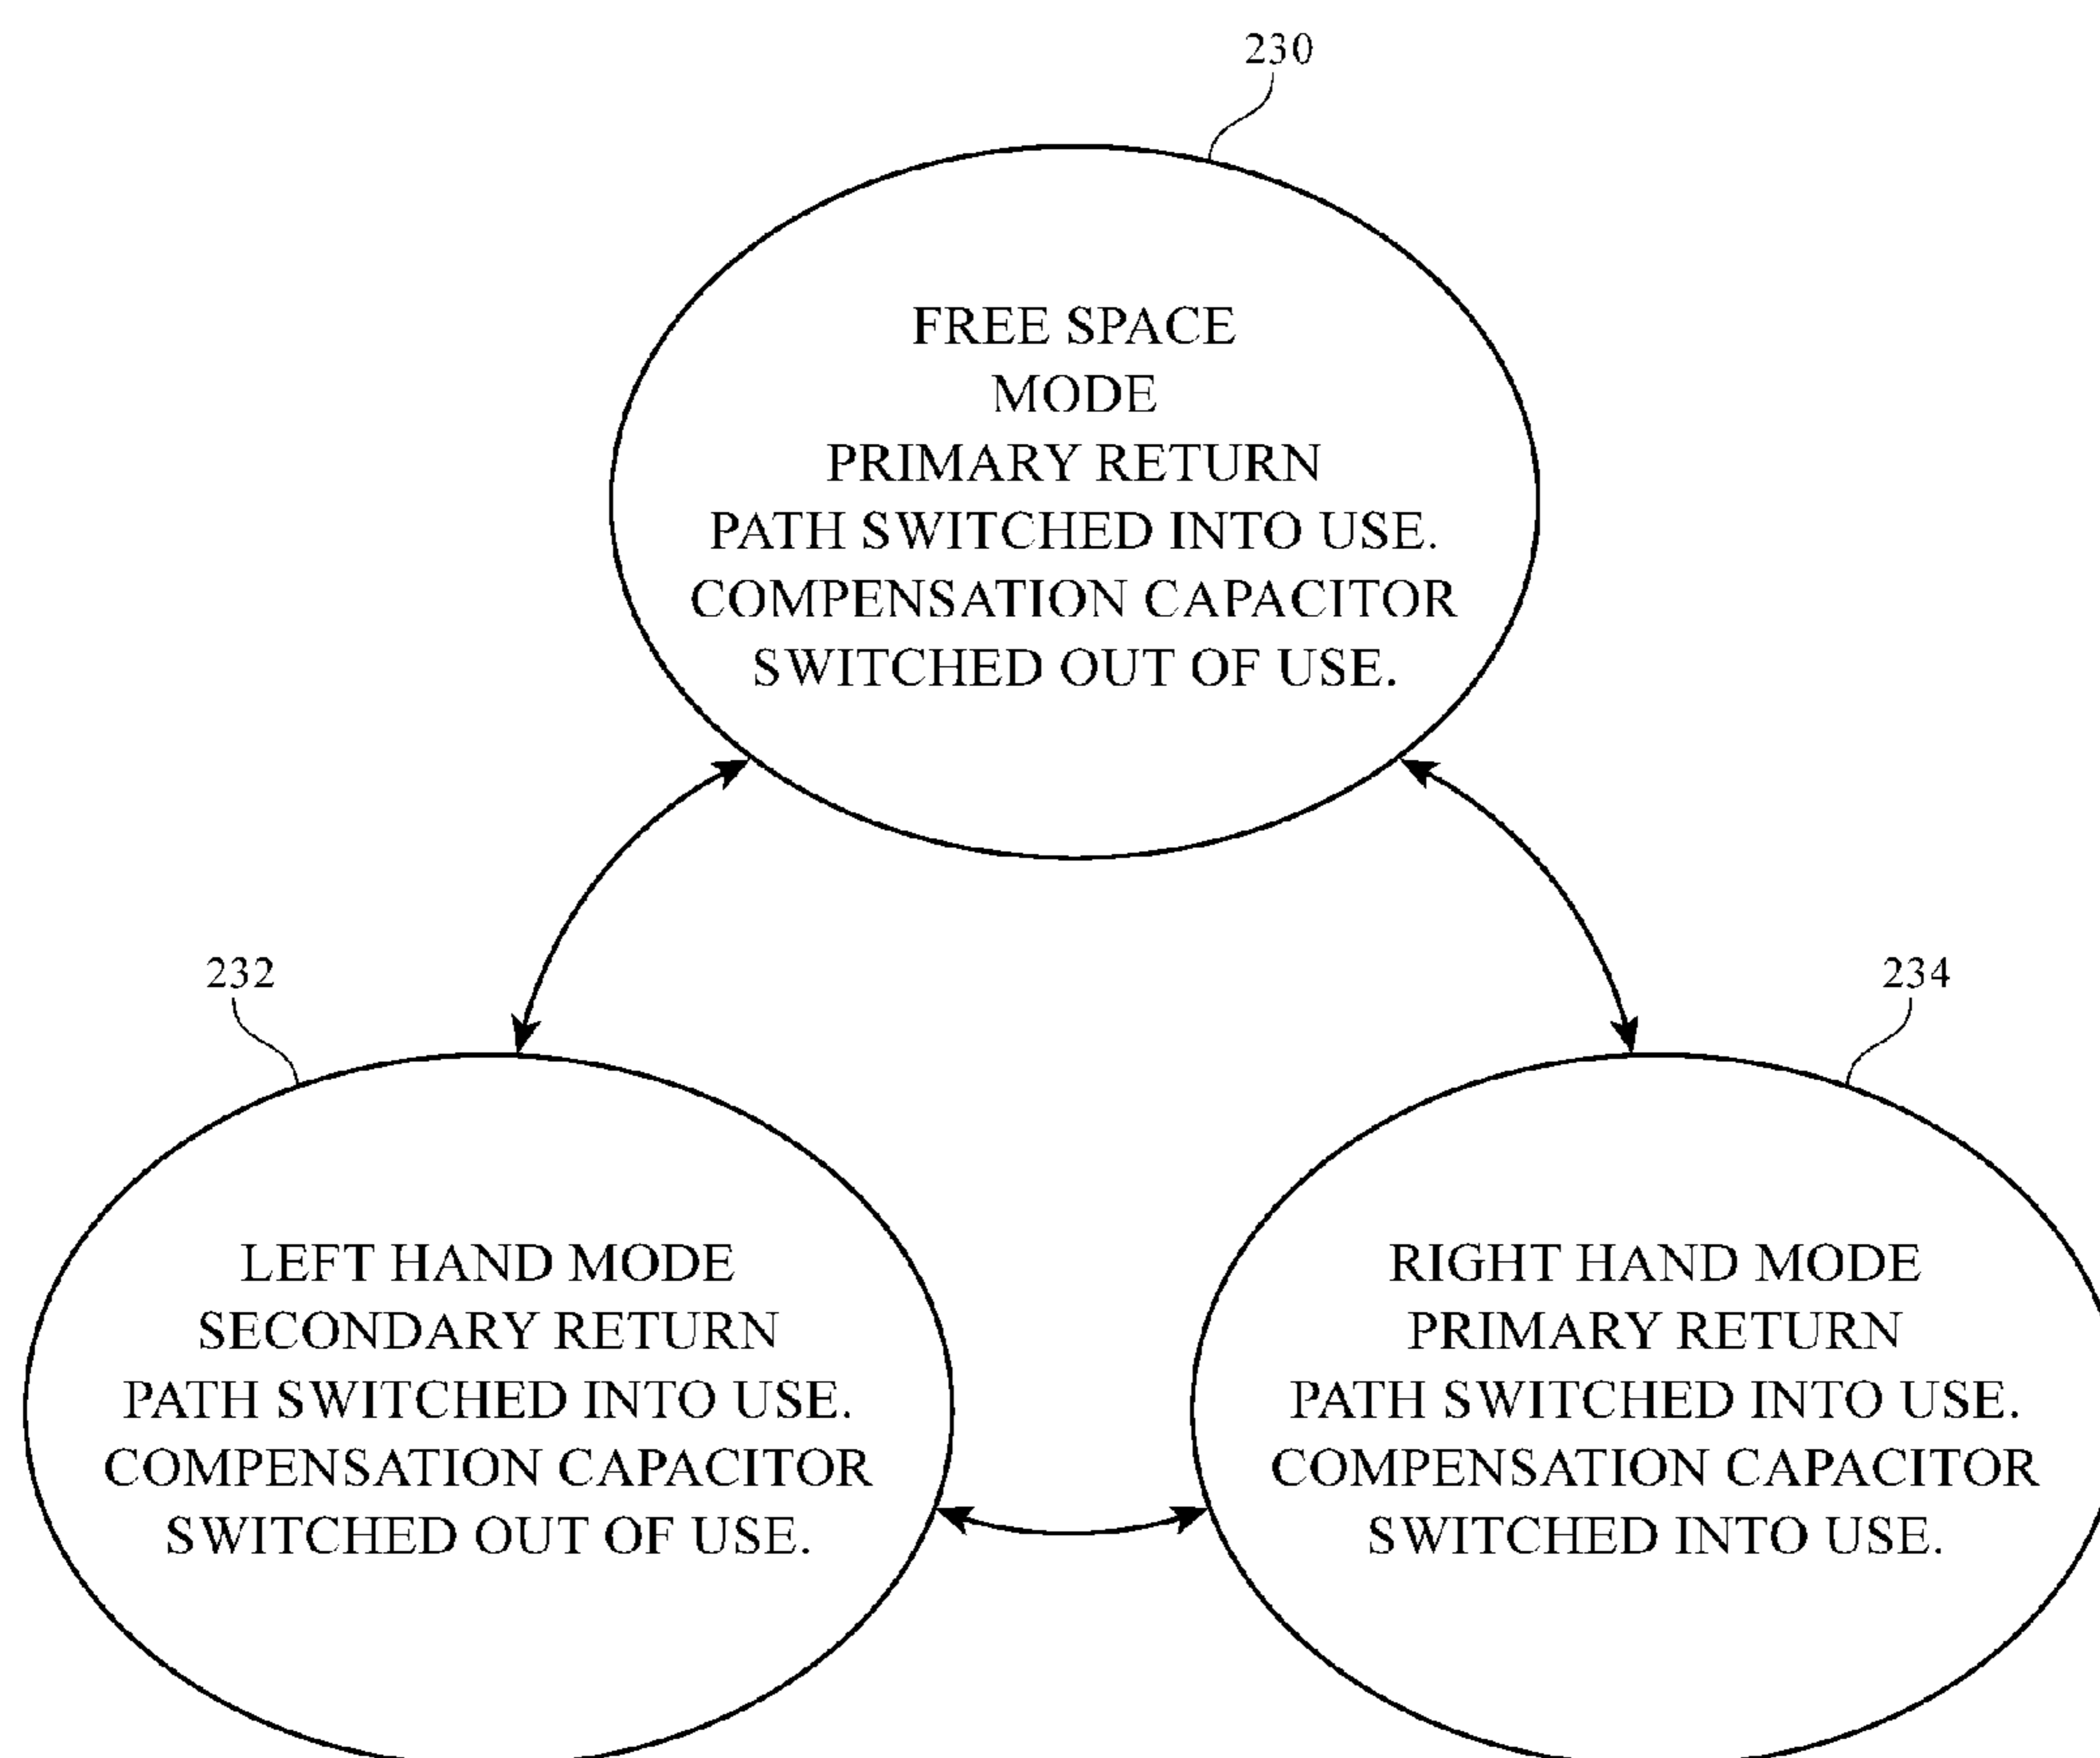 230
FREE SPACE
MODE
PRIMARY RETURN
PATH SWITCHED INTO USE.
COMPENSATION CAPACITOR
SWITCHED OUT OF USE.
232
234
LEFT HAND MODE
SECONDARY RETURN
PATH SWITCHED INTO USE.
COMPENSATION CAPACITOR
SWITCHED OUT OF USE.
RIGHT HAND MODE
PRIMARY RETURN
PATH SWITCHED INTO USE.
COMPENSATION CAPACITOR
SWITCHED INTO USE.